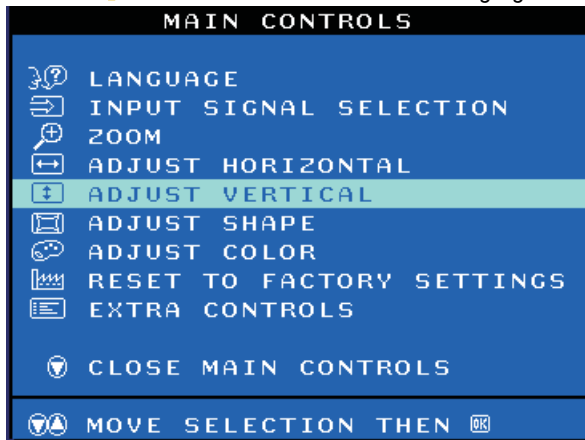 MAIN CONTROLS
LANGUAGE
INPUT SIGNAL SELECTION
ZOOM
ADJUST HORIZONTAL
ADJUST VERTICAL
ADJUST SHAPE
ADJUST COLOR
RESET TO FACTORY SETTINGS
EXTRA CONTROLS
CLOSE MAIN CONTROLS
MOVE SELECTION THEN OK